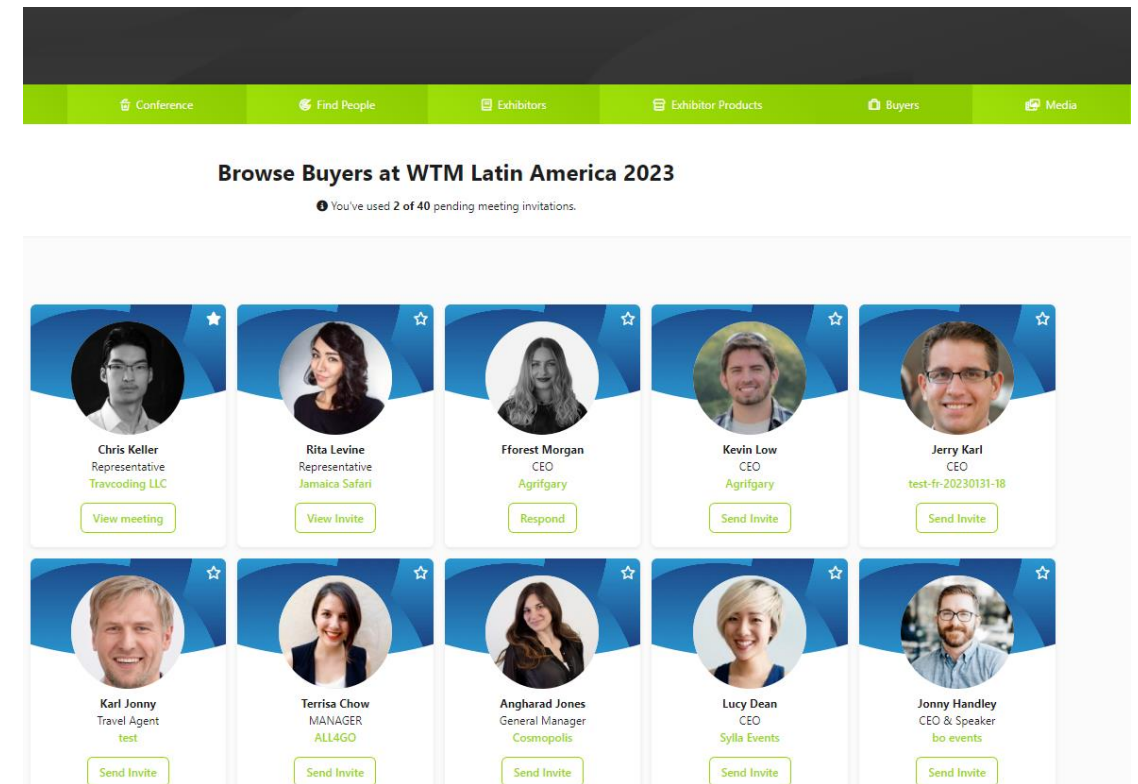 Conference Find People Exhibitors Exhibitor Products Buyers Media
Browse Buyers at WTM Latin America 2023
You've used 2 of 40 pending meeting invitations.
Chris Keller
Representative
Travcoding LLC
View meeting
Rita Levine
Representative
Jamaica Safari
View Invite
Fforest Morgan
CEO
Agrifgary
Respond
Kevin Low
CEO
Agrifgary
Send Invite
Jerry Karl
CEO
test-fr-20230131-18
Send Invite
Karl Jonny
Travel Agent
test
Send Invite
Terrisa Chow
MANAGER
ALL4GO
Send Invite
Angharad Jones
General Manager
Cosmopolis
Send Invite
Lucy Dean
CEO
Sylla Events
Send Invite
Jonny Handley
CEO & Speaker
bo events
Send Invite